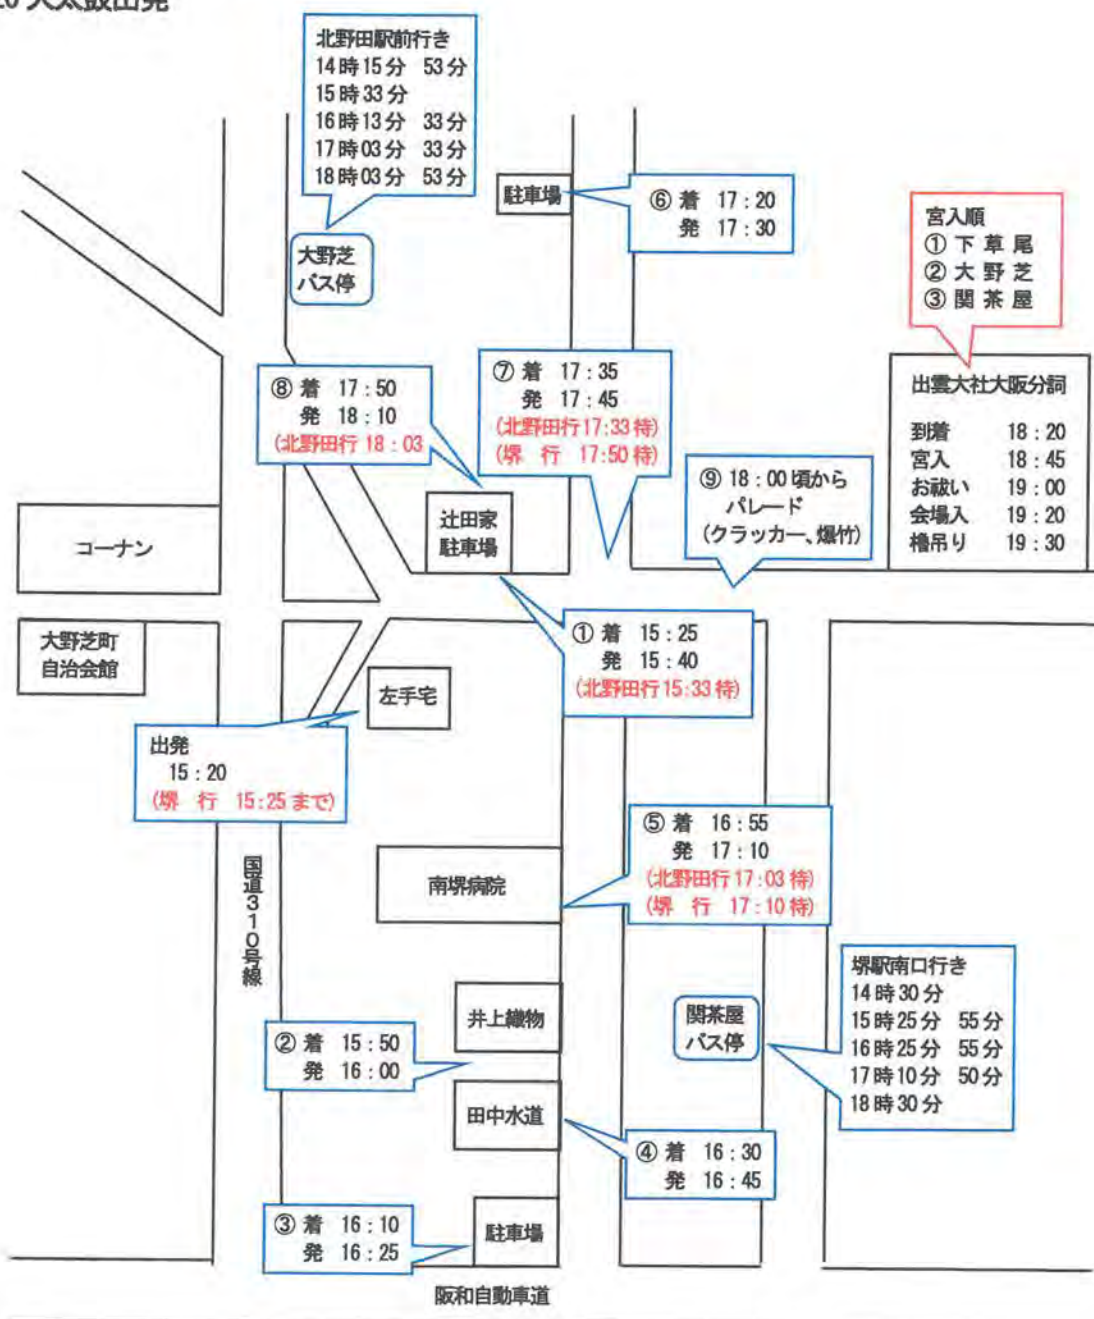 大太鼓出発
北野田駅前行き
14時15分 53分
15時33分
16時13分 33分
17時03分 33分
18時03分 53分
大野芝
バス停
駐車場
⑥ 着 17:20
発 17:30
宮入順
① 下 草 尾
② 大 野 芝
③ 関 茶 屋
出雲大社大阪分詞
到着 18:20
宮入 18:45
お祓い 19:00
会場入 19:20
櫓吊り 19:30
⑧ 着 17:50
発 18:10
(北野田行 18:03
⑦ 着 17:35
発 17:45
(北野田行 17:33 待)
(堺 行 17:50 待)
⑨ 18:00 頃から
パレード
(クラッカー、爆竹)
辻田家
駐車場
コーナン
大野芝町
自治会館
① 着 15:25
発 15:40
(北野田行 15:33 待)
左手宅
出発
15:20
(堺 行 15:25 まで)
国道310号線
南堺病院
⑤ 着 16:55
発 17:10
(北野田行 17:03 待)
(堺 行 17:10 待)
井上織物
関茶屋
バス停
堺駅南口行き
14時30分
15時25分 55分
16時25分 55分
17時10分 50分
18時30分
② 着 15:50
発 16:00
田中水道
④ 着 16:30
発 16:45
③ 着 16:10
発 16:25
駐車場
阪和自動車道